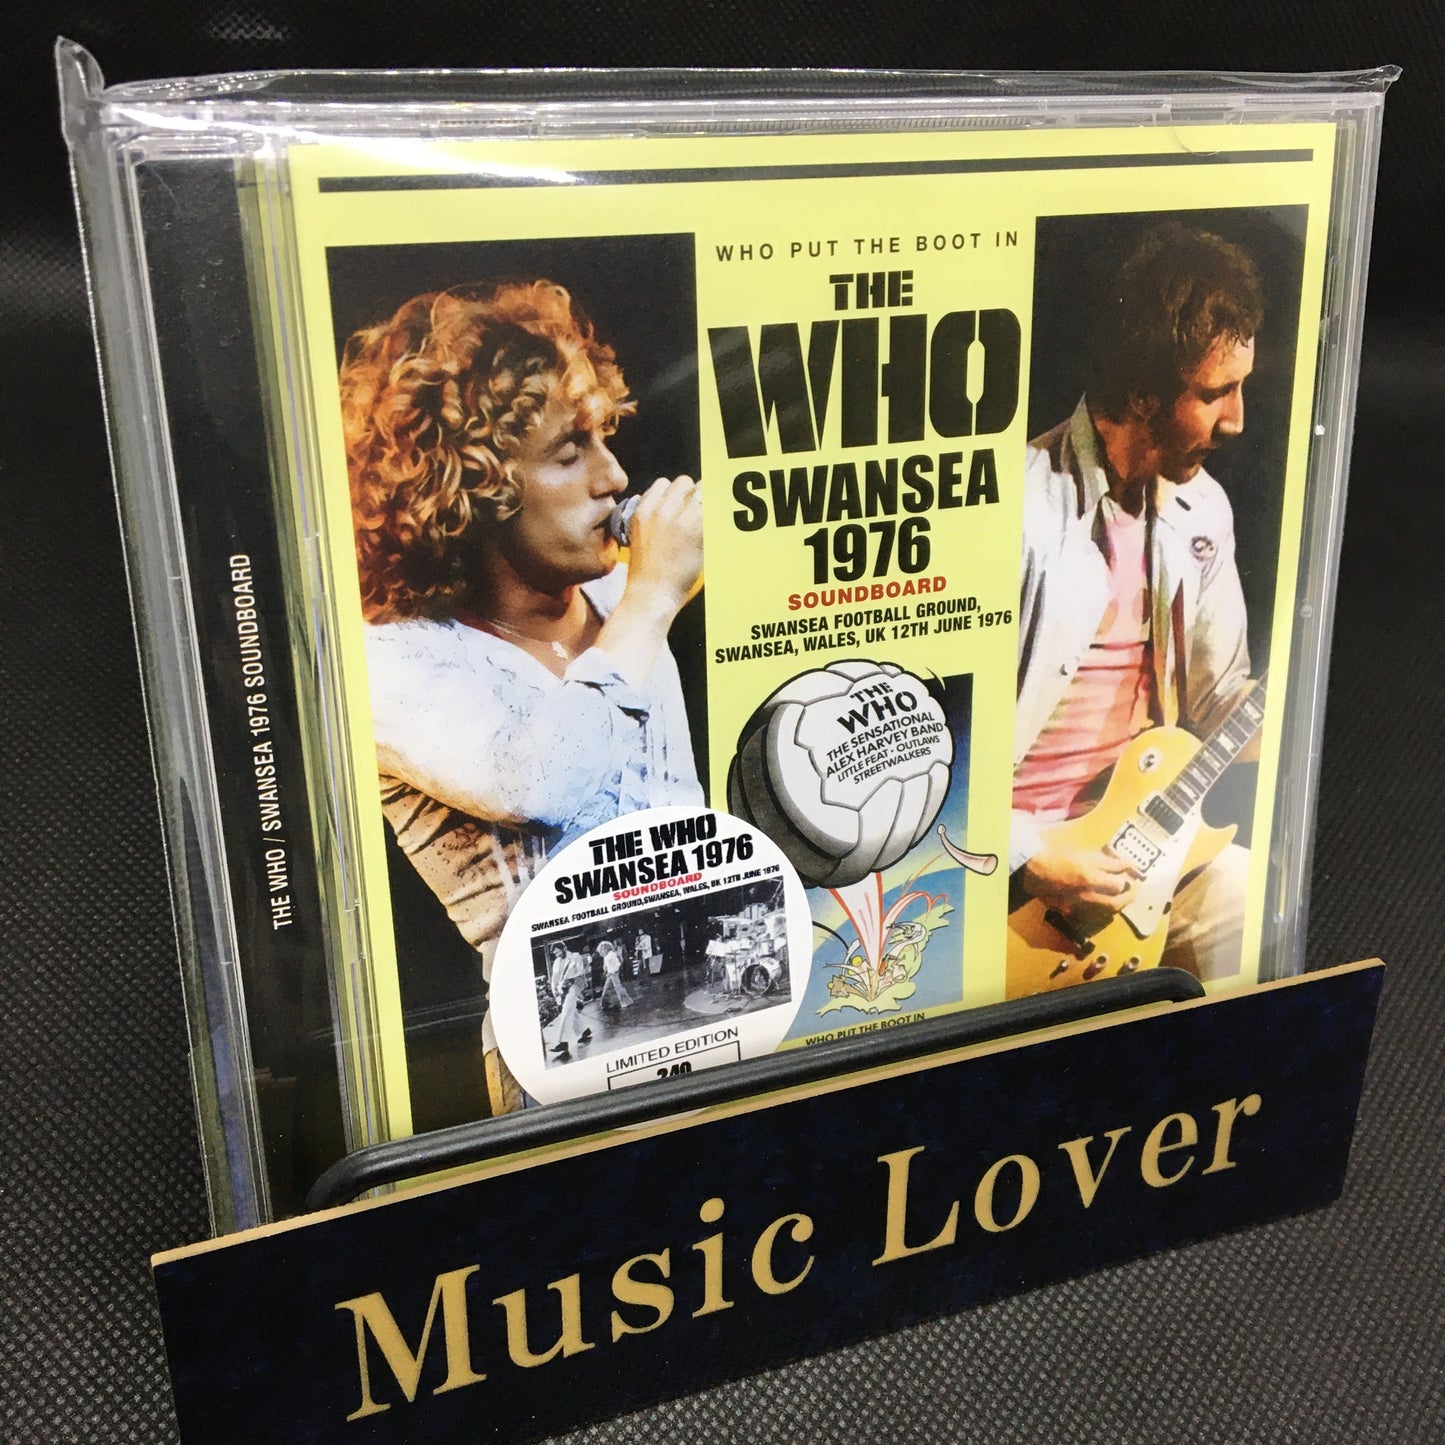 THE WHO / SWANSEA 1976 SOUNDBOARD
WHO PUT THE BOOT IN
THE
WHO
SWANSEA
1976
SOUNDBOARD
SWANSEA FOOTBALL GROUND,
SWANSEA, WALES, UK 12TH JUNE 1976
THE
WHO
THE SENSATIONAL
ALEX HARVEY BAND
LITTLE FEAT · OUTLAWS
STREETWALKERS
WHO PUT THE BOOT IN
THE WHO
SWANSEA 1976
SOUNDBOARD
SWANSEA FOOTBALL GROUND,SWANSEA, WALES, UK 12TH JUNE 1976
LIMITED EDITION
240
Music Lover